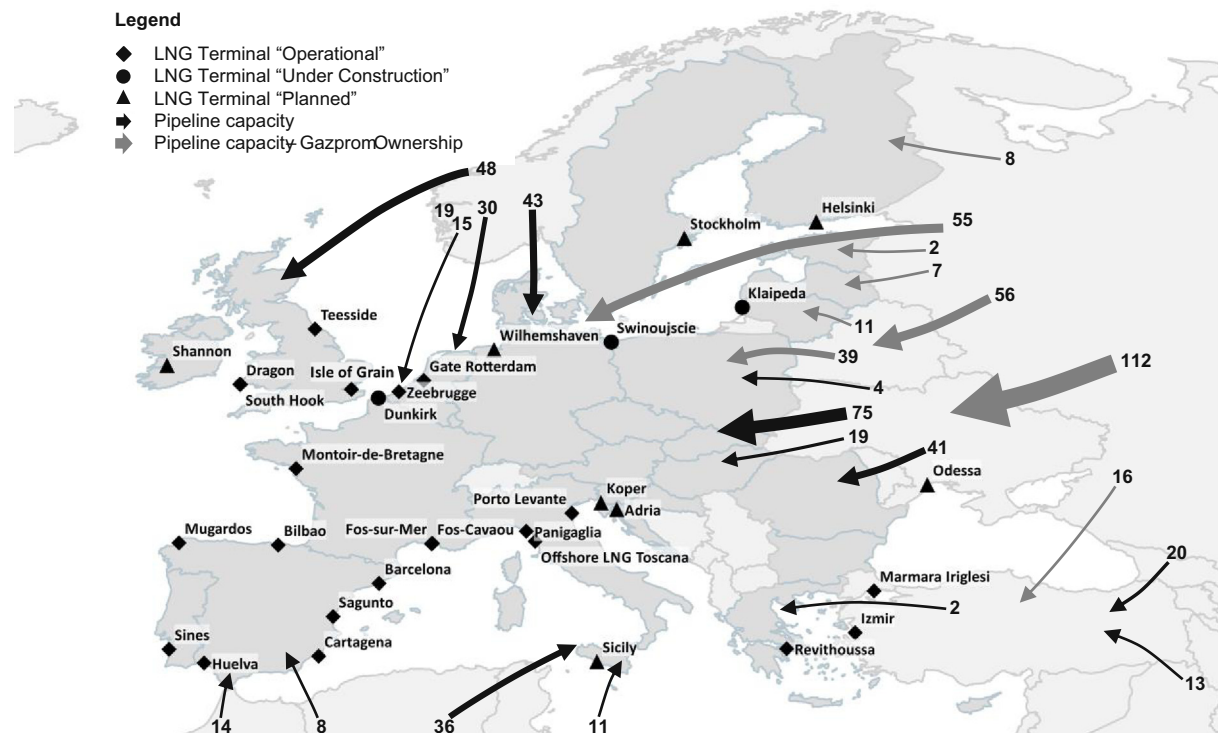 Legend
LNG Terminal “Operational”
LNG Terminal “Under Construction”
LNG Terminal “Planned”
Pipeline capacity
Pipeline capacity - GazpromOwnership
48
8
19
15
30
43
Helsinki
Stockholm
55
2
7
Klaipeda
56
11
Teesside
Wilhemshaven
Swinoujscie
Shannon
39
112
Dragon
Isle of Grain
Gate Rotterdam
4
South Hook
Zeebrugge
Dunkirk
75
19
41
Montoir-de-Bretagne
Odessa
16
Koper
Porto Levante
Adria
Mugardos
Bilbao
Fos-sur-Mer
Fos-Cavaou
Panigaglia
Offshore LNG Toscana
20
Barcelona
Marmara Iriglesi
Sagunto
2
Izmir
Sines
Cartagena
Sicily
Revithoussa
Huelva
13
14
8
36
11